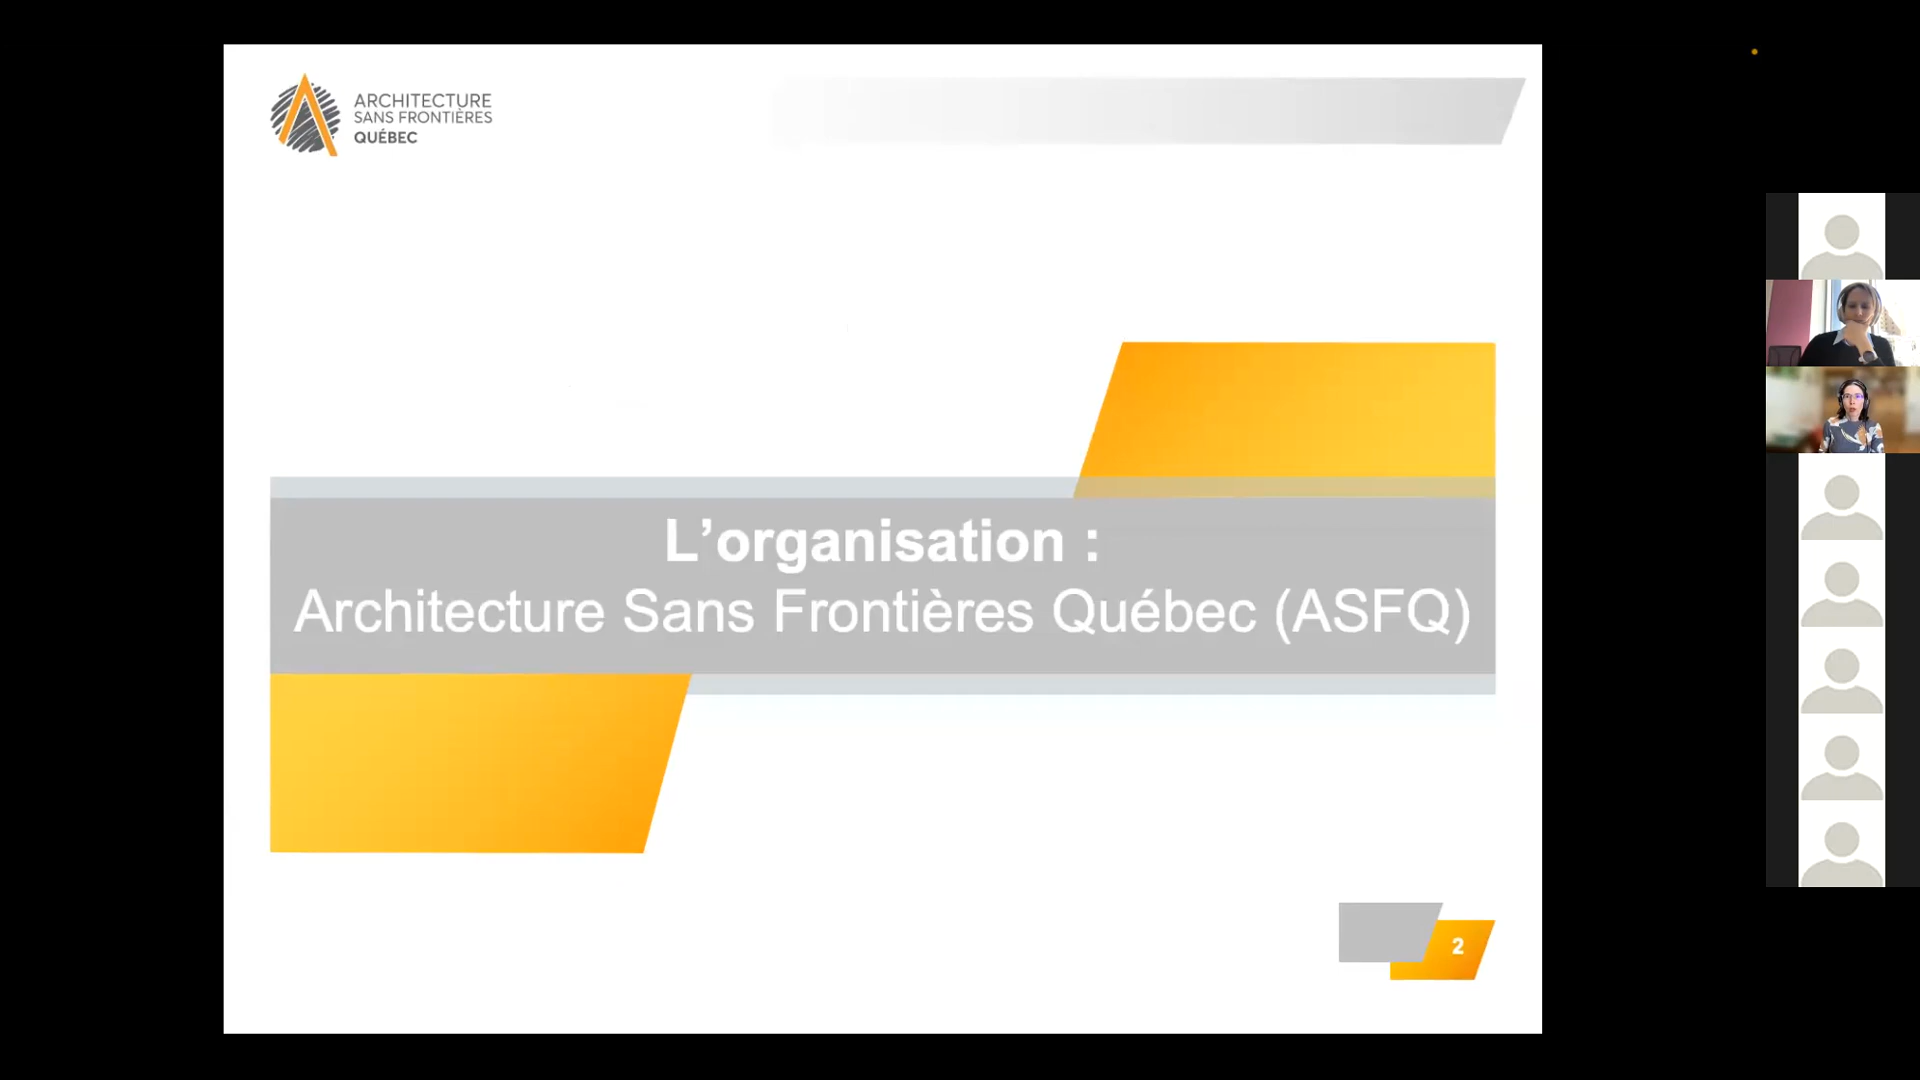 ARCHITECTURE
SANS FRONTIÈRES
QUÉBEC
L’organisation :
Architecture Sans Frontières Québec (ASFQ)
2